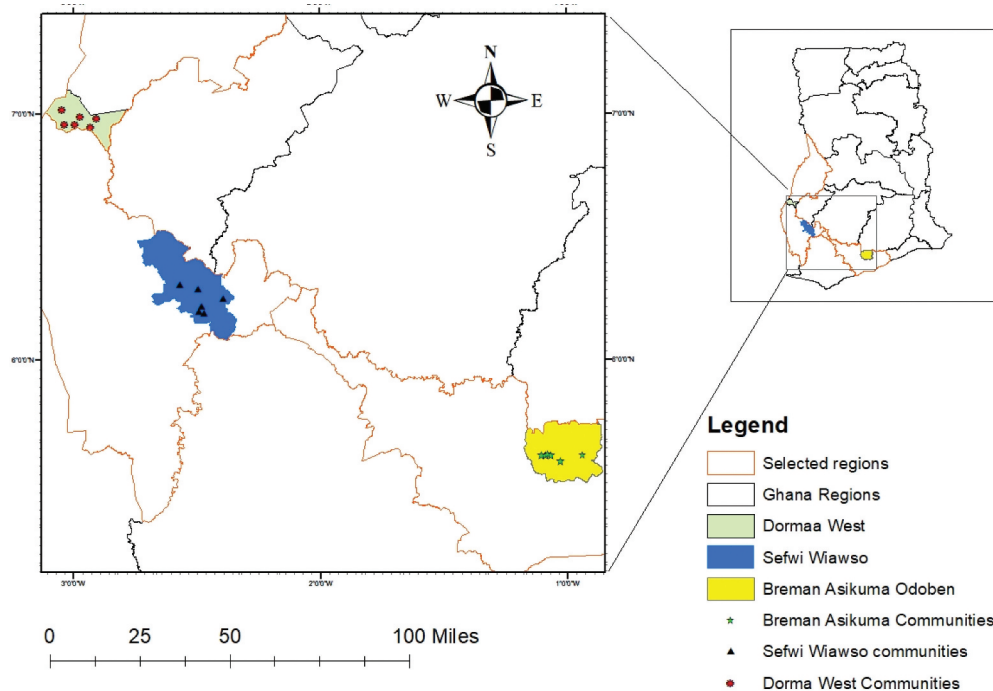 N
W E
S
7°0'0"N
7°0'0"N
6°0'0"N
6°0'0"N
3°0'0"W
2°0'0"W
1°0'0"W
0 25 50 100 Miles
Legend
Selected regions
Ghana Regions
Dormaa West
Sefwi Wiawso
Breman Asikuma Odoben
Breman Asikuma Communities
Sefwi Wiawso communities
Dorma West Communities